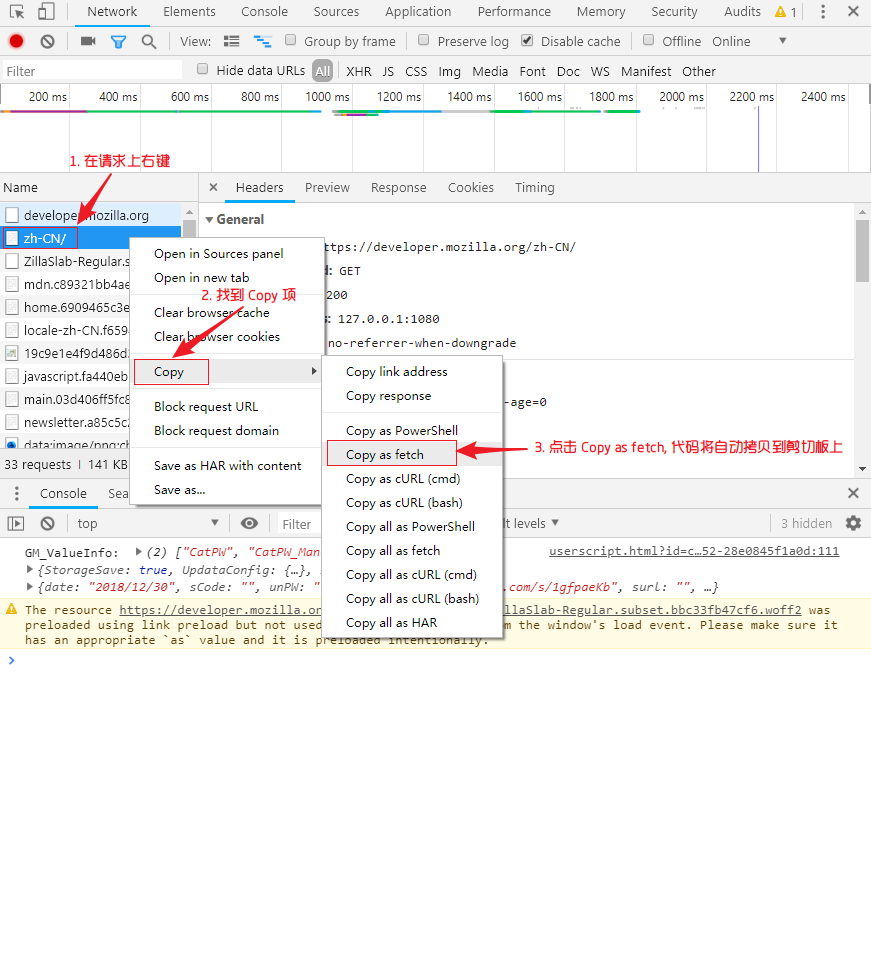 Network Elements Console Sources Application Performance Memory Security Audits 1
View: Group by frame Preserve log Disable cache Offline Online
Filter Hide data URLs All XHR JS CSS Img Media Font Doc WS Manifest Other
200 ms 400 ms 600 ms 800 ms 1000 ms 1200 ms 1400 ms 1600 ms 1800 ms 2000 ms 2200 ms 2400 ms
1. 在请求上右键
Name
Headers Preview Response Cookies Timing
developer.mozilla.org
zh-CN/
ZillaSlab-Regular.s
mdn.c89321bb4ae
home.6909465c3e
locale-zh-CN.f659
19c9e1e4f9d486d
javascript.fa440eb
main.03d406ff5fc8
newsletter.a85c5c2
data:image/png;b
33 requests 141 KB
General
ttps://developer.mozilla.org/zh-CN/
d: GET
200
s: 127.0.0.1:1080
no-referrer-when-downgrade
-age=0
Open in Sources panel
Open in new tab
2. 找到 Copy 项
Clear browser cache
Clear browser cookies
Copy
Block request URL
Block request domain
Save as HAR with content
Save as...
Copy link address
Copy response
Copy as PowerShell
Copy as fetch
3. 点击 Copy as fetch, 代码将自动拷贝到剪切板上
Copy as cURL (cmd)
Copy as cURL (bash)
Copy all as PowerShell
Copy all as fetch
Copy all as cURL (cmd)
Copy all as cURL (bash)
Copy all as HAR
Console Sea
top Filter lt levels 3 hidden
GM_ValueInfo: (2) ["CatPW", "CatPW_Man userscript.html?id=c…52-28e0845f1a0d:111
{StorageSave: true, UpdataConfig: {…},
{date: "2018/12/30", sCode: "", unPW: " .com/s/1gfpaeKb", surl: "", …}
The resource https://developer.mozilla.or llaSlab-Regular.subset.bbc33fb47cf6.woff2 was
preloaded using link preload but not used m the window's load event. Please make sure it
has an appropriate `as` value and it is preloaded intentionally.